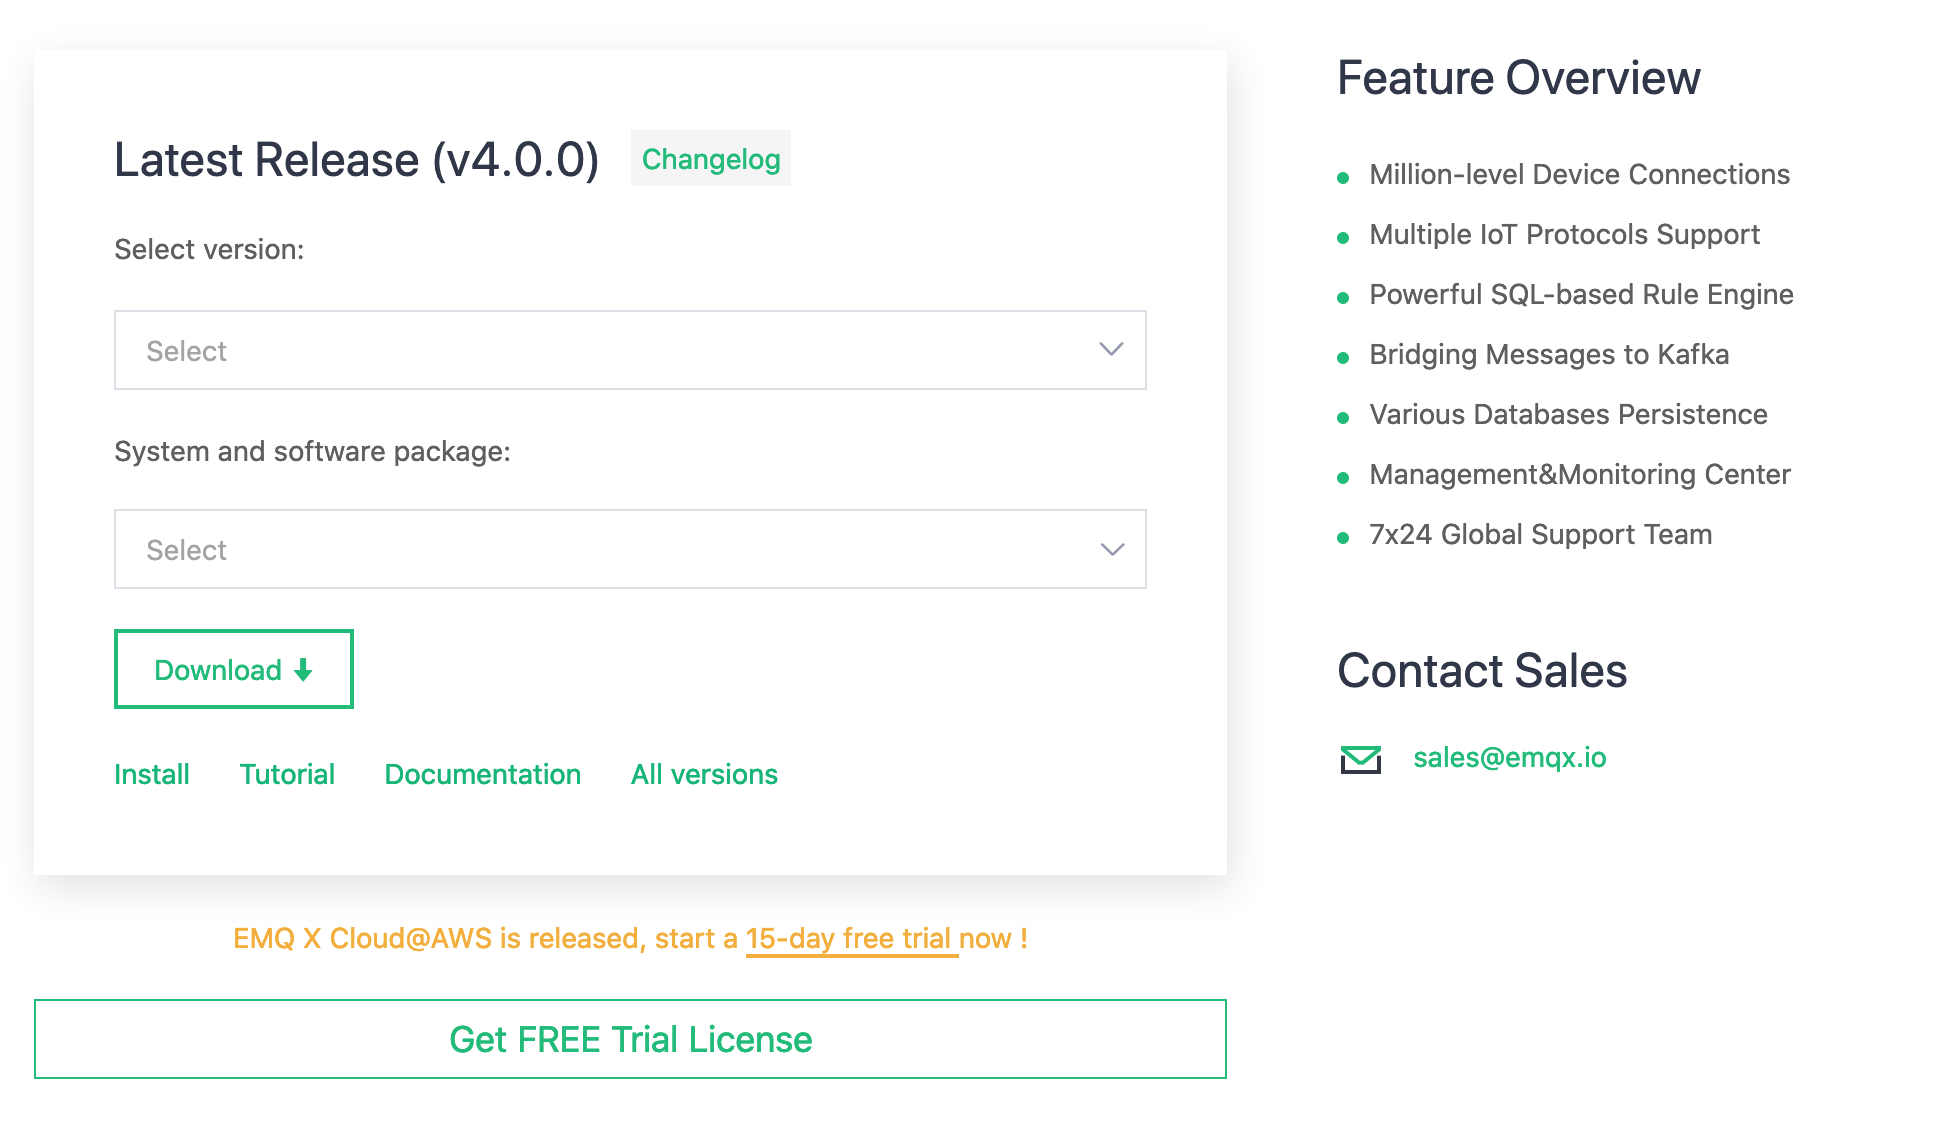 Latest Release (v4.0.0) Changelog
Select version:
Select
System and software package:
Select
Download
Install Tutorial Documentation All versions
EMQ X Cloud@AWS is released, start a 15-day free trial now !
Get FREE Trial License
Feature Overview
Million-level Device Connections
Multiple IoT Protocols Support
Powerful SQL-based Rule Engine
Bridging Messages to Kafka
Various Databases Persistence
Management&Monitoring Center
7x24 Global Support Team
Contact Sales
sales@emqx.io